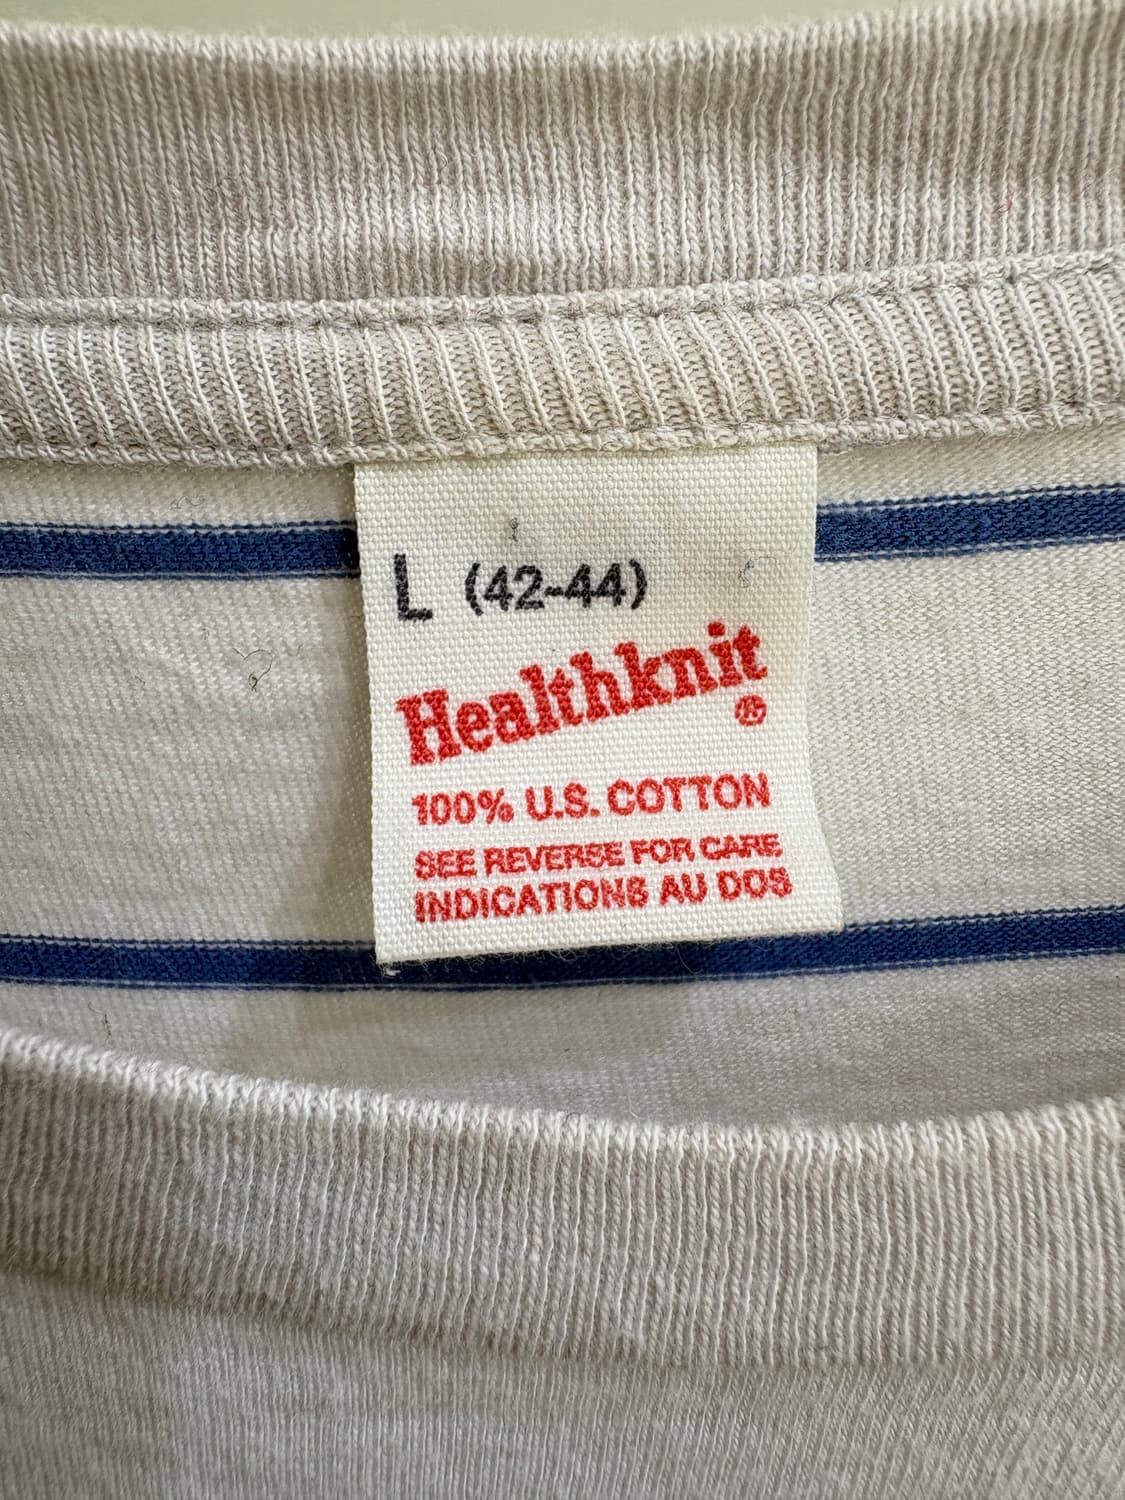 L (42-44)
Healthknit
®
100% U.S. COTTON
SEE REVERSE FOR CARE
INDICATIONS AU DOS